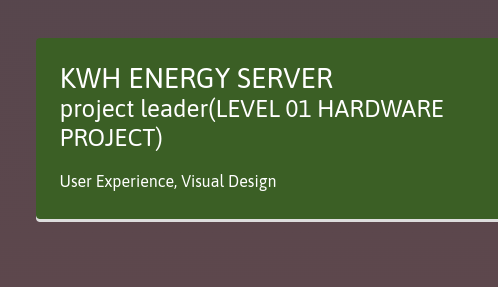 KWH ENERGY SERVER
project leader(LEVEL 01 HARDWARE
PROJECT)
User Experience, Visual Design